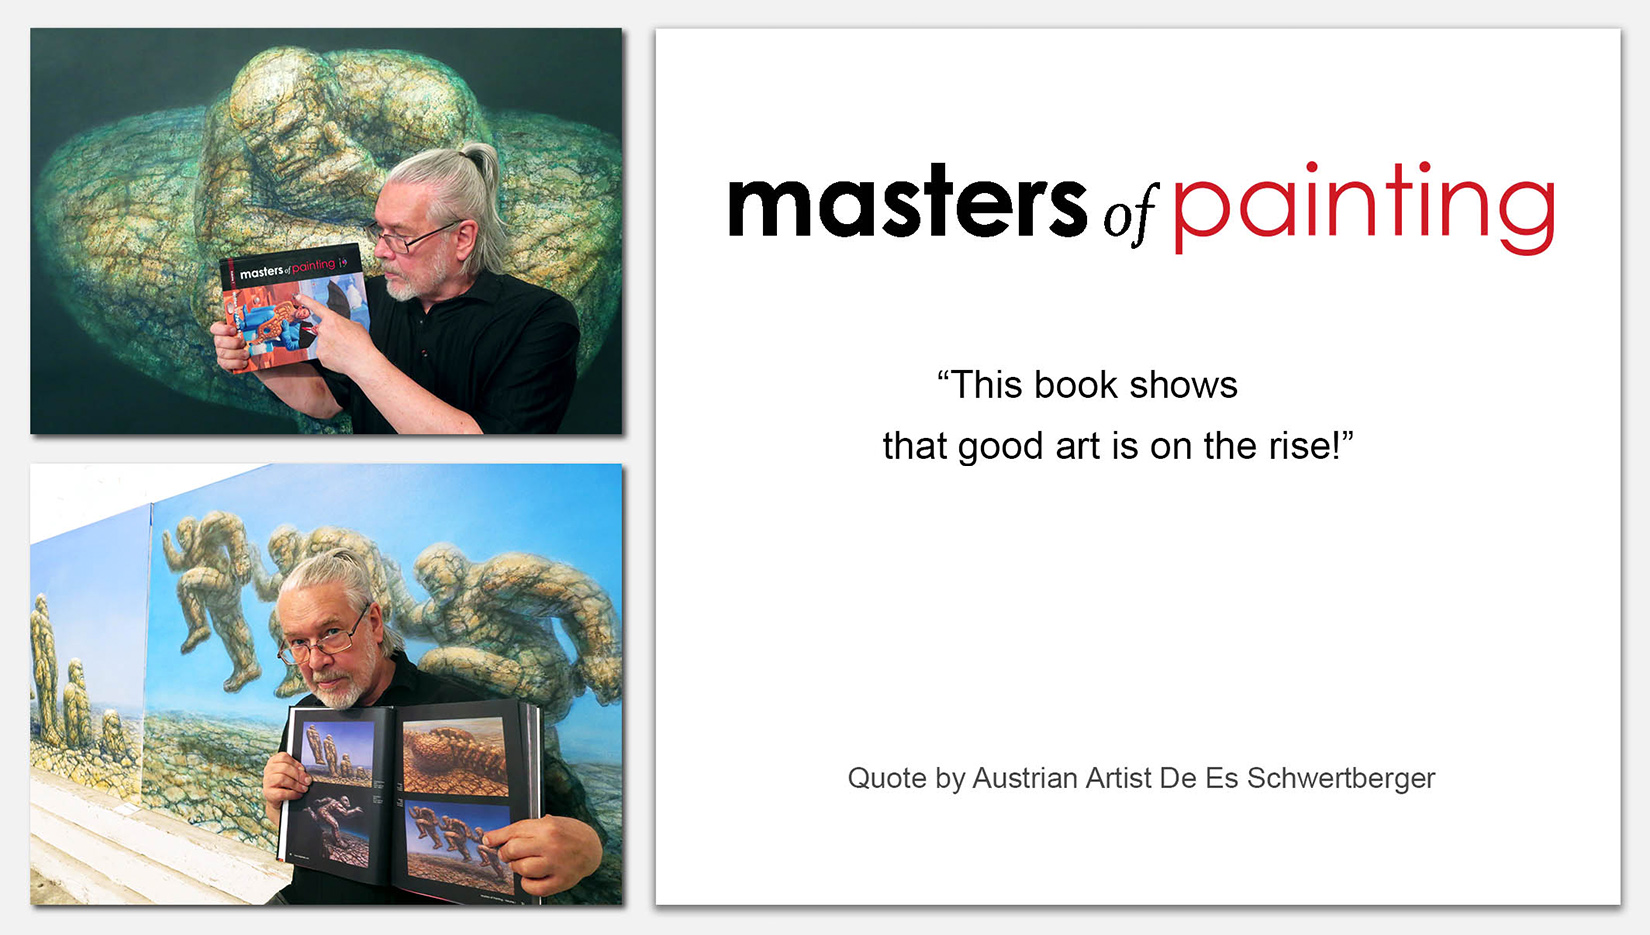 masters of painting
masters of painting
“This book shows
that good art is on the rise!”
Quote by Austrian Artist De Es Schwertberger